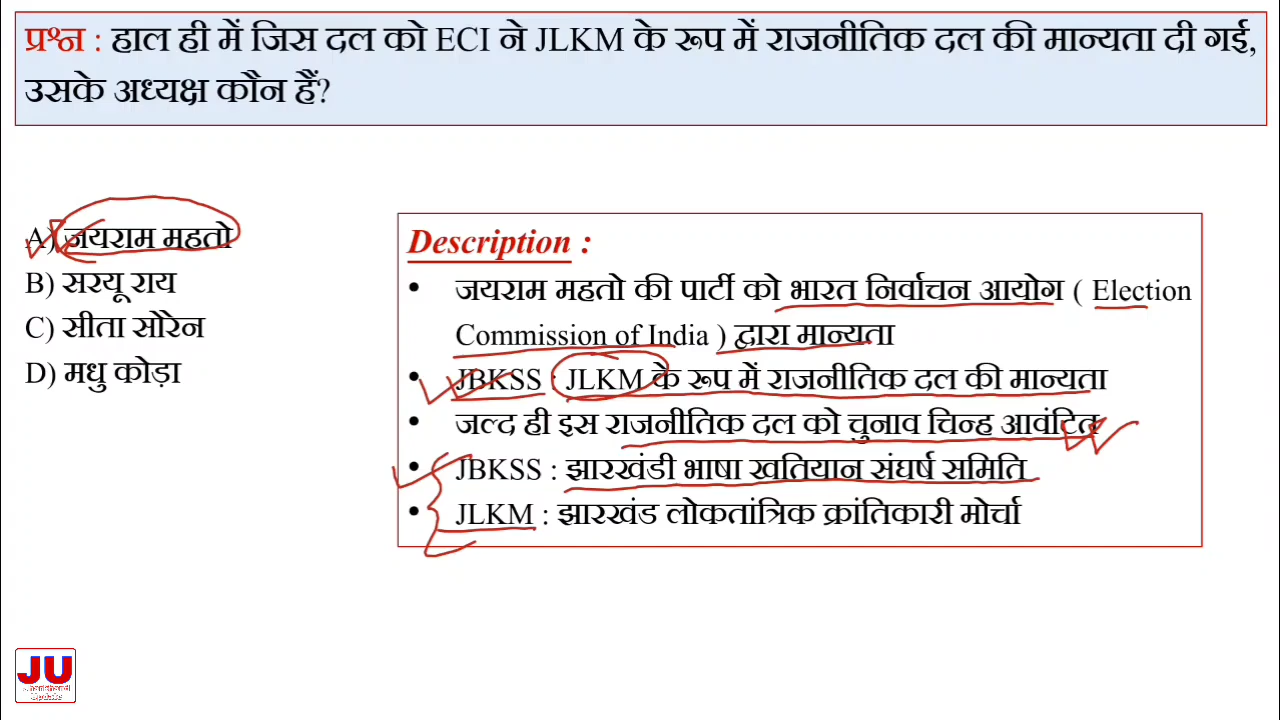 प्रश्न : हाल ही में जिस दल को ECI ने JLKM के रूप में राजनीतिक दल की मान्यता दी गई,
उसके अध्यक्ष कौन हैं?
A) जयराम महतो
B) सरयू राय
C) सीता सोरेन
D) मधु कोड़ा
Description :
• जयराम महतो की पार्टी को भारत निर्वाचन आयोग ( Election
Commission of India ) द्वारा मान्यता
• JBKSS : JLKM के रूप में राजनीतिक दल की मान्यता
• जल्द ही इस राजनीतिक दल को चुनाव चिन्ह आवंटित
• JBKSS : झारखंडी भाषा खतियान संघर्ष समिति
• JLKM : झारखंड लोकतांत्रिक क्रांतिकारी मोर्चा
JU
Jharkhand
Updates